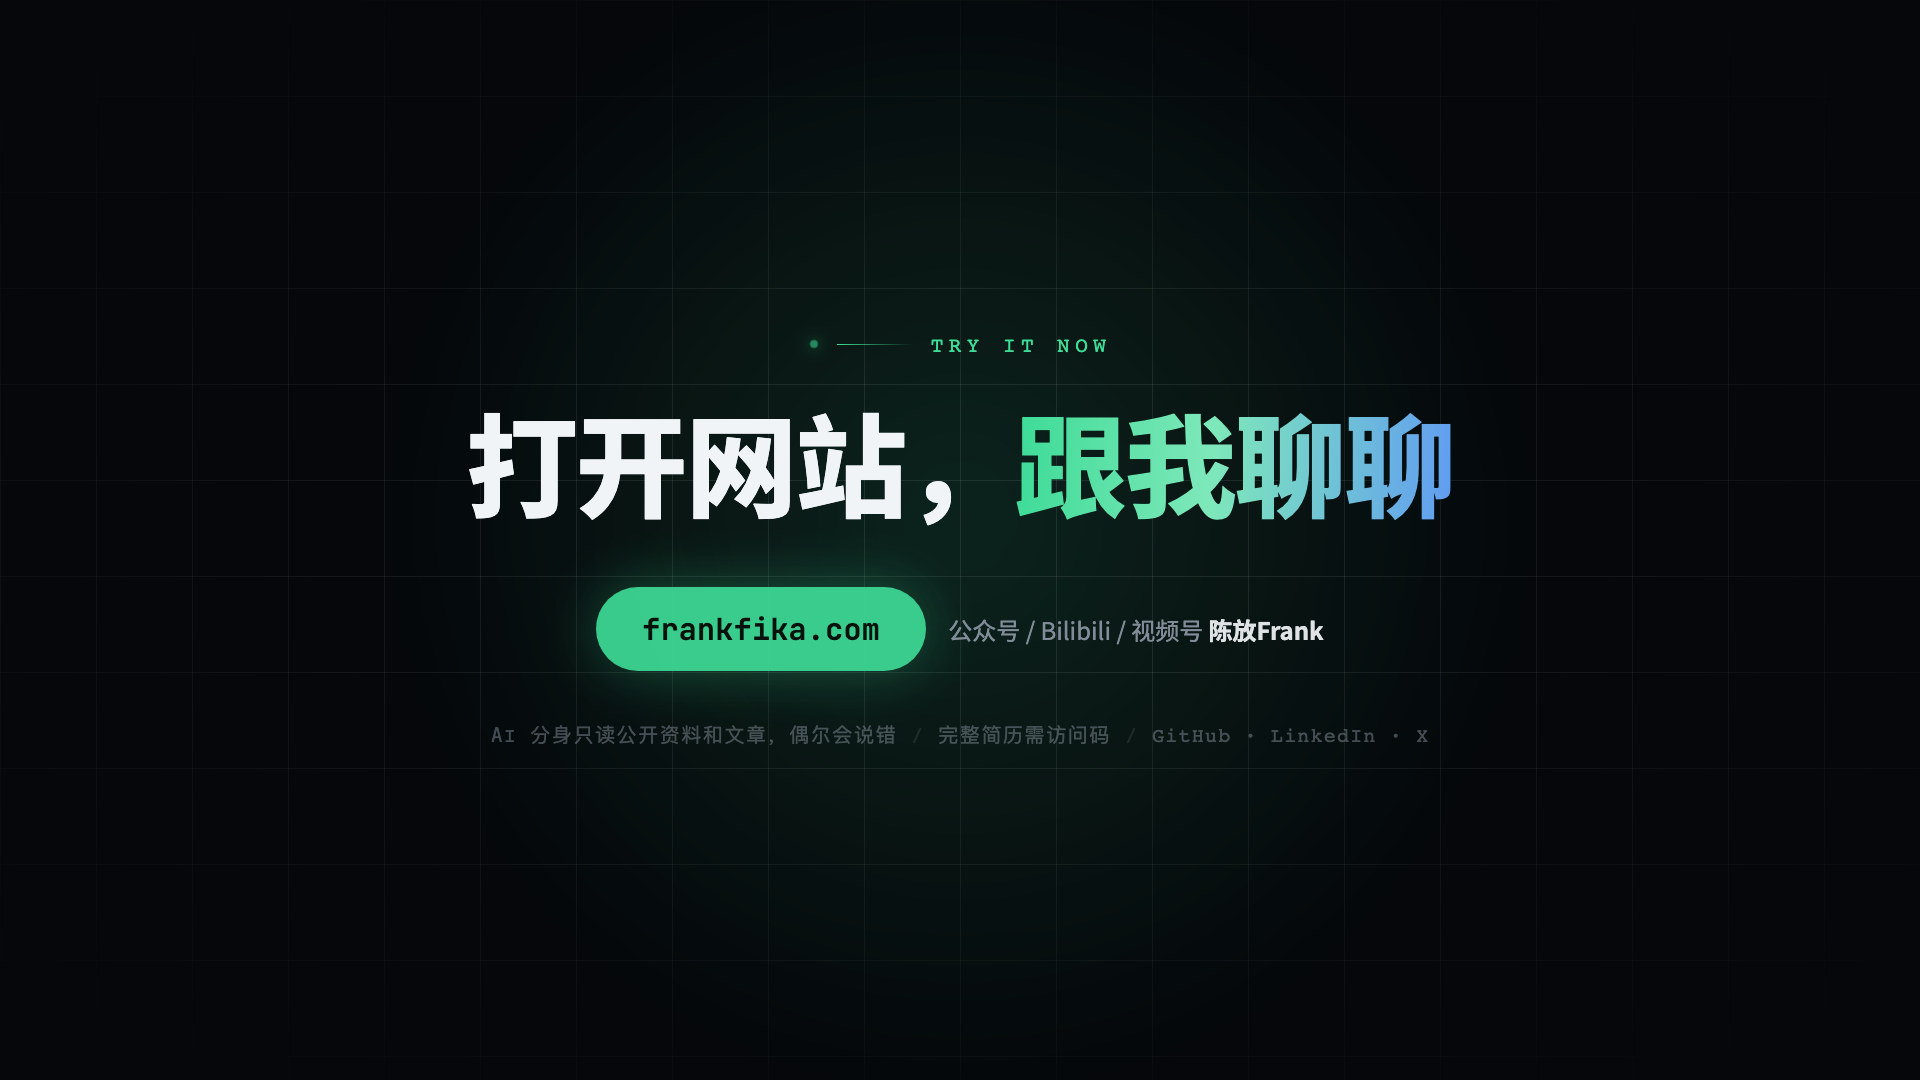 TRY IT NOW
打开网站，跟我聊聊
frankfika.com 公众号 / Bilibili / 视频号 陈放Frank
AI 分身只读公开资料和文章，偶尔会说错 / 完整简历需访问码 / GitHub · LinkedIn · X